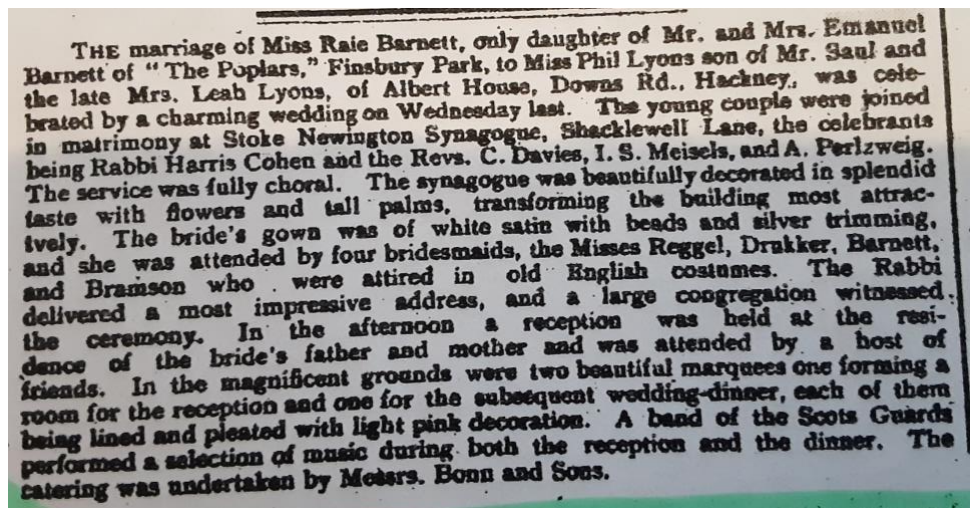 THE marriage of Miss Raie Barnett, only daughter of Mr. and Mrs. Emanuel
Barnett of "The Poplars," Finsbury Park, to Miss Phil Lyons son of Mr. Saul and
the late Mrs. Leah Lyons, of Albert House, Downs Rd., Hackney, was cele-
brated by a charming wedding on Wednesday last. The young couple were joined
in matrimony at Stoke Newington Synagogue, Shacklewell Lane, the celebrants
being Rabbi Harris Cohen and the Revs. C. Davies, I. S. Meisels, and A. Perlzweig.
The service was fully choral. The synagogue was beautifully decorated in splendid
taste with flowers and tall palms, transforming the building most attrac-
ively. The bride's gown was of white satin with beads and silver trimming,
and she was attended by four bridesmaids, the Misses Reggel, Drukker, Barnett,
and Bramson who were attired in old English costumes. The Rabbi
delivered a most impressive address, and a large congregation witnessed
the ceremony. In the afternoon a reception was held at the resi-
dence of the bride's father and mother and was attended by a host of
friends. In the magnificent grounds were two beautiful marquees one forming a
room for the reception and one for the subsequent wedding-dinner, each of them
being lined and pleated with light pink decoration. A band of the Scots Guards
performed a selection of music during both the reception and the dinner. The
catering was undertaken by Messrs. Bonn and Sons.